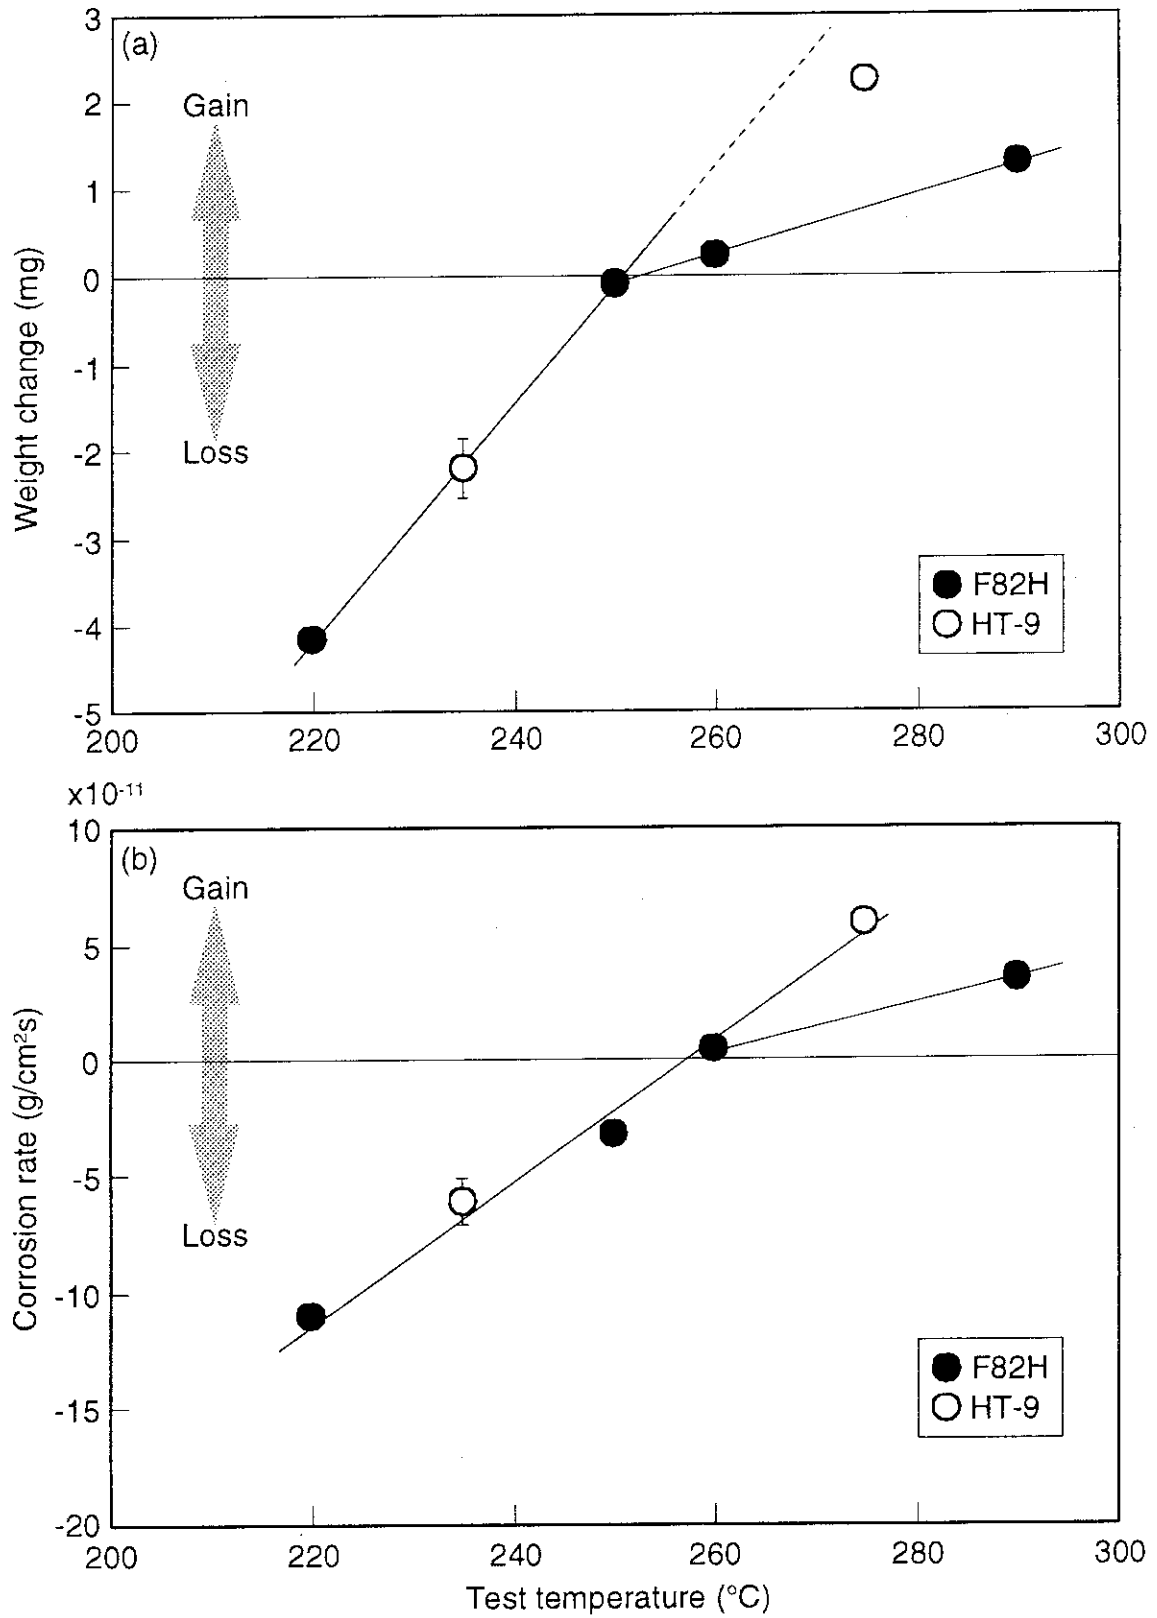 (a)
3
2
1
0
-1
-2
-3
-4
-5
Gain
Loss
Weight change (mg)
F82H
HT-9
200 220 240 260 280 300
x10⁻¹¹
(b)
10
5
0
-5
-10
-15
-20
Gain
Loss
Corrosion rate (g/cm²s)
F82H
HT-9
200 220 240 260 280 300
Test temperature (°C)